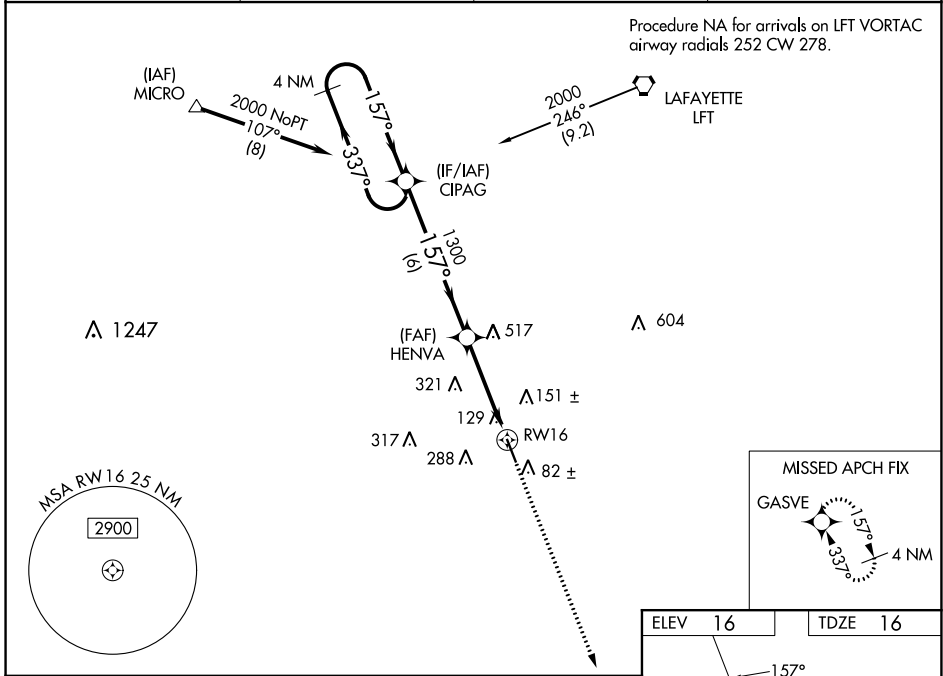 Procedure NA for arrivals on LFT VORTAC
airway radials 252 CW 278.
(IAF)
MICRO
2000 NoPT
107°
(8)
4 NM
157°
337°
(IF/IAF)
CIPAG
2000
246°
(9.2)
LAFAYETTE
LFT
1300
157°
(6)
1247
(FAF)
HENVA
517
604
321
151 ±
129
RW16
317
288
82 ±
MSA RW16 25 NM
2900
MISSED APCH FIX
GASVE
157°
337°
4 NM
ELEV 16
TDZE 16
157°